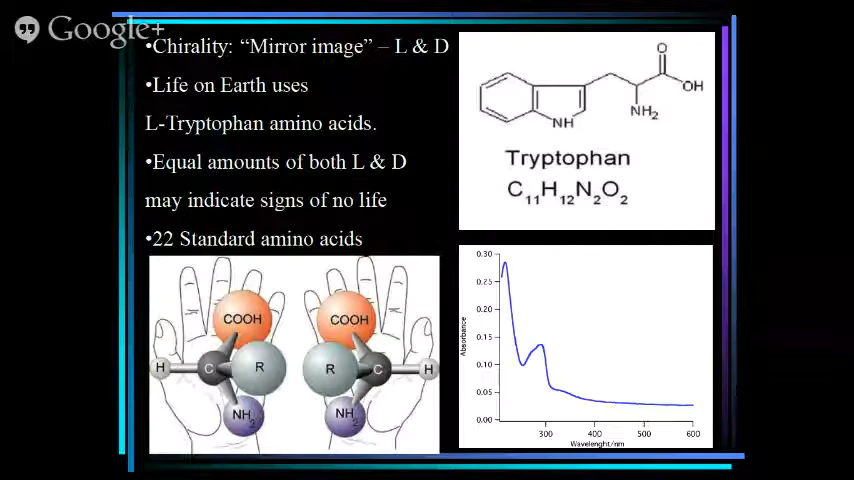 Google+
•Chirality: “Mirror image” – L & D
•Life on Earth uses
L-Tryptophan amino acids.
•Equal amounts of both L & D
may indicate signs of no life
•22 Standard amino acids
O
OH
NH2
NH
Tryptophan
C11H12N2O2
COOH
H
C
R
NH2
COOH
R
C
H
NH2
0.30
0.25
0.20
0.15
0.10
0.05
0.00
Absorbance
300
400
500
600
Wavelenght/nm